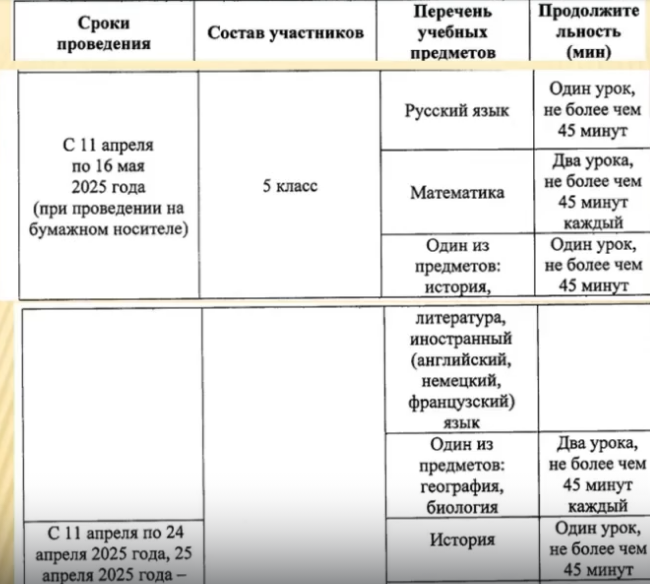 Сроки
проведения
Состав участников
Перечень
учебных
предметов
Продолжите
льность
(мин)
С 11 апреля
по 16 мая
2025 года
(при проведении на
бумажном носителе)
5 класс
Русский язык
Один урок,
не более чем
45 минут
Математика
Два урока,
не более чем
45 минут
каждый
Один из
предметов:
история,
Один урок,
не более чем
45 минут
литература,
иностранный
(английский,
немецкий,
французский)
язык
Один из
предметов:
география,
биология
Два урока,
не более чем
45 минут
каждый
С 11 апреля по 24
апреля 2025 года, 25
апреля 2025 года –
История
Один урок,
не более чем
45 минут